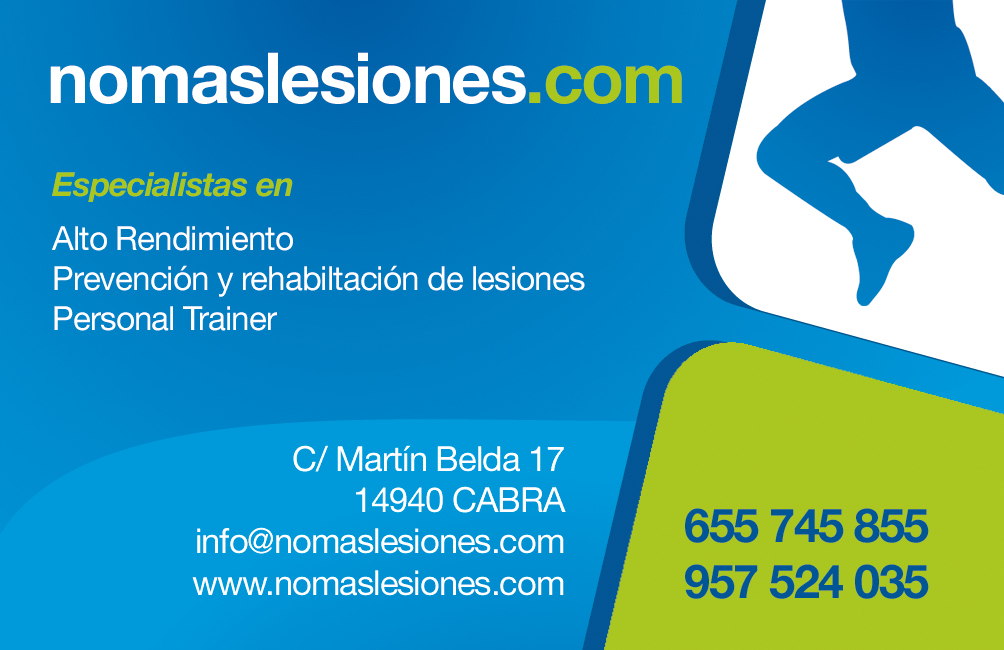 nomaslesiones.com
Especialistas en
Alto Rendimiento
Prevención y rehabiltación de lesiones
Personal Trainer
C/ Martín Belda 17
14940 CABRA
info@nomaslesiones.com
www.nomaslesiones.com
655 745 855
957 524 035